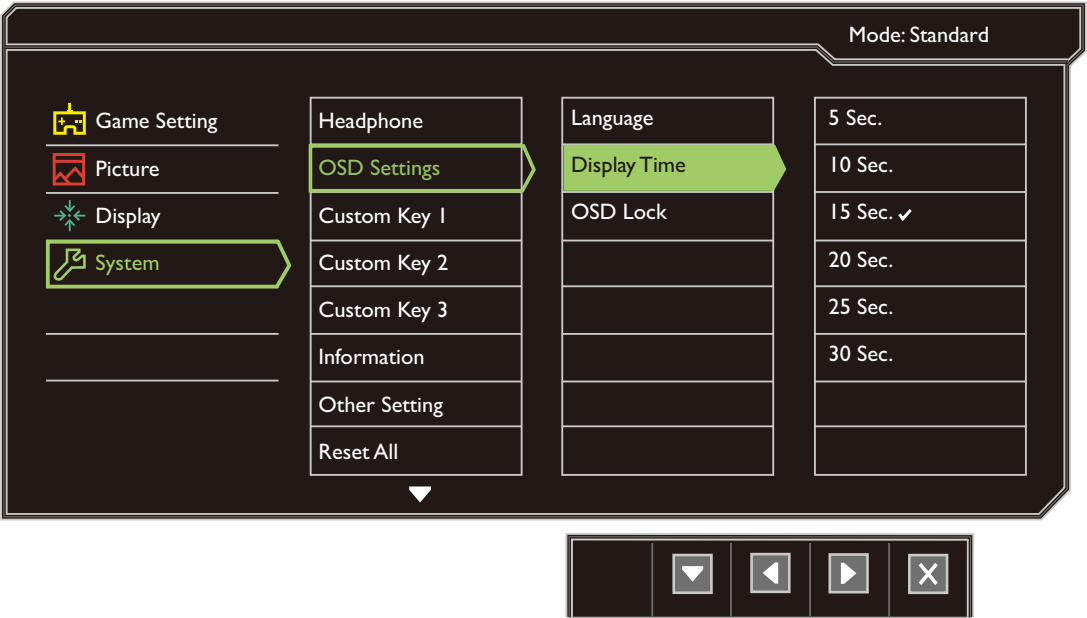 Mode: Standard
Game Setting
Picture
Display
System
Headphone
OSD Settings
Custom Key 1
Custom Key 2
Custom Key 3
Information
Other Setting
Reset All
Language
Display Time
OSD Lock
5 Sec.
10 Sec.
15 Sec.
20 Sec.
25 Sec.
30 Sec.